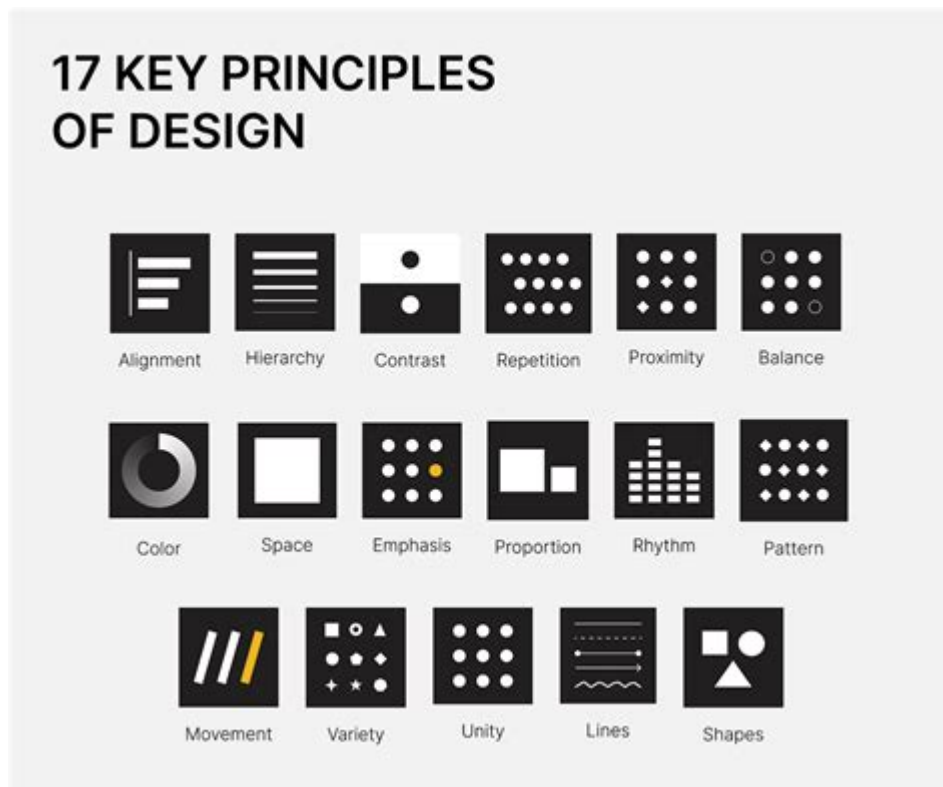 17 KEY PRINCIPLES
OF DESIGN
Alignment
Hierarchy
Contrast
Repetition
Proximity
Balance
Color
Space
Emphasis
Proportion
Rhythm
Pattern
Movement
Variety
Unity
Lines
Shapes